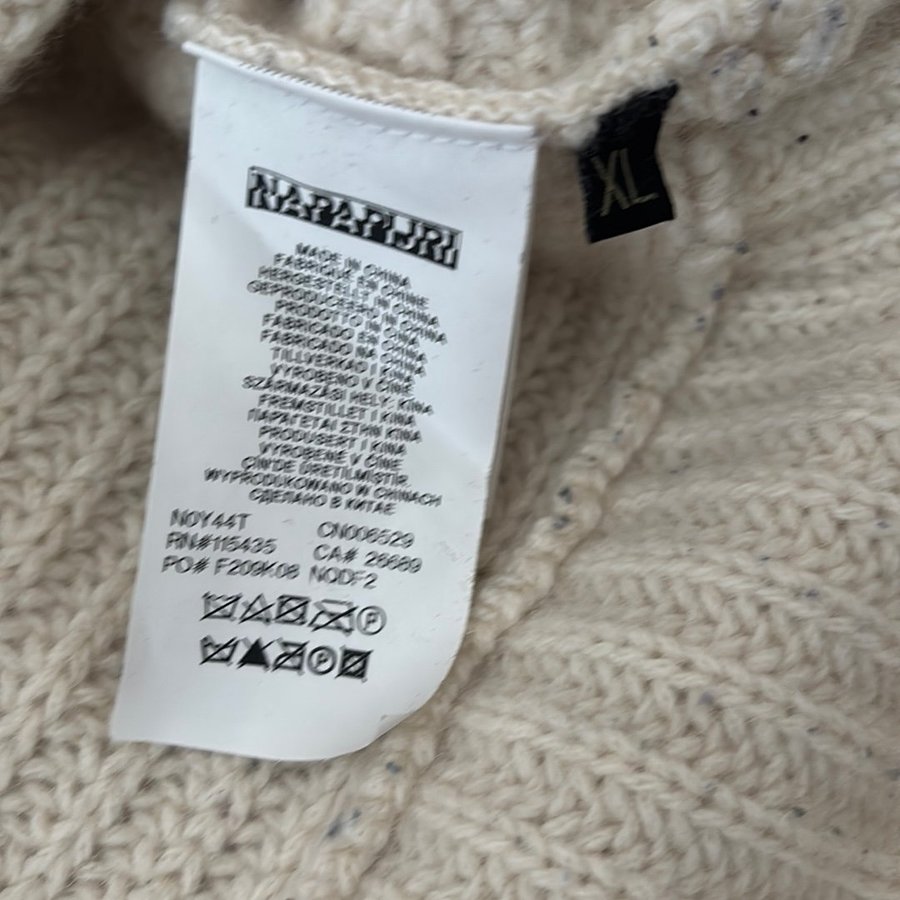 NAPAPIJRI
XL
MADE IN CHINA
FABRIQUÉ EN CHINE
HERGESTELLT IN CHINA
GEPRODUCEERD IN CHINA
PRODOTTO IN CINA
FABRICADO EN CHINA
FABRICADO NA CHINA
TILLVERKAD I KINA
VYROBENO V ČÍNĚ
SZÁRMAZÁSI HELY: KÍNA
FREMSTILLET I KINA
ΠΑΡΑΓΕΤΑΙ ΣΤΗΝ ΚΙΝΑ
PRODUSERT I KINA
VYROBENÉ V ČÍNE
ÇİN'DE ÜRETİLMİŞTİR.
WYPRODUKOWANO W CHINACH
СДЕЛАНО В КИТАЕ
N0Y44T CN006529
RN#115435 CA# 26689
PO# F209K08 NODF2